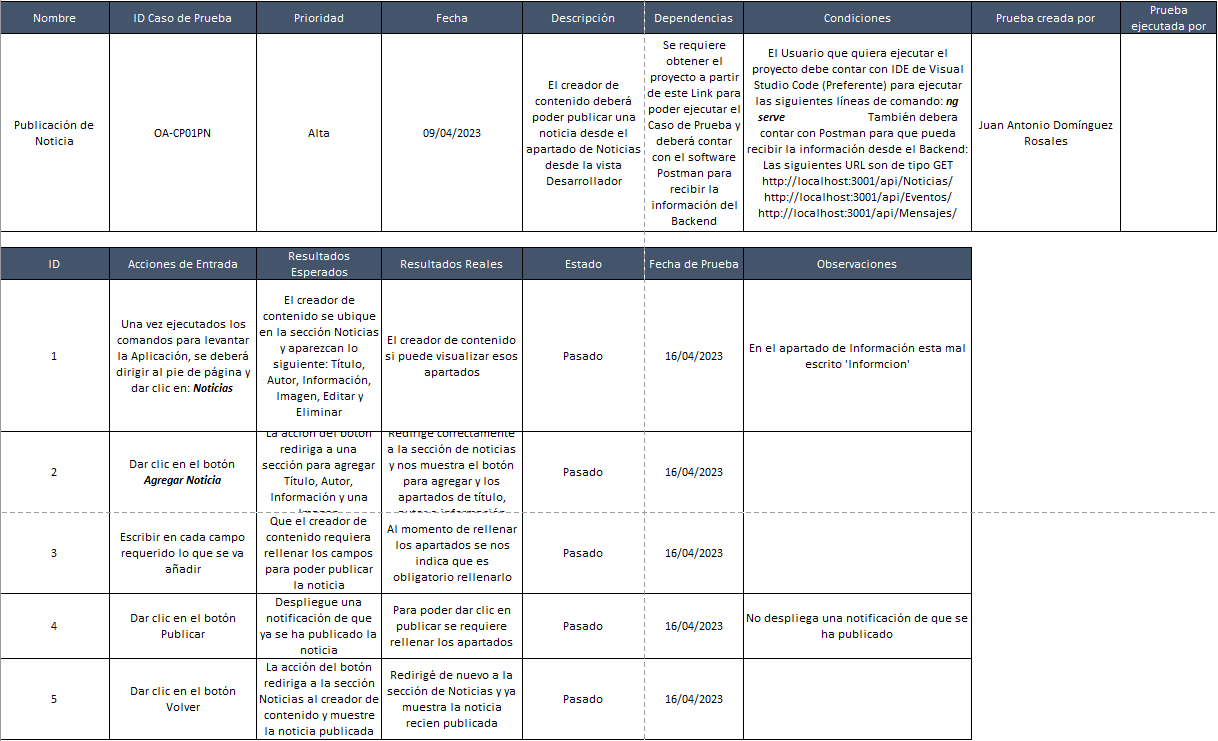 Nombre
ID Caso de Prueba
Prioridad
Fecha
Descripción
Dependencias
Condiciones
Prueba creada por
Prueba
ejecutada por
Publicación de
Noticia
OA-CP01PN
Alta
09/04/2023
El creador de
contenido deberá
poder publicar una
noticia desde el
apartado de Noticias
desde la vista
Desarrollador
Se requiere
obtener el
proyecto a partir
de este Link para
poder ejecutar el
Caso de Prueba y
deberá contar
con el software
Postman para
recibir la
información del
Backend
El Usuario que quiera ejecutar el
proyecto debe contar con IDE de Visual
Studio Code (Preferente) para ejecutar
las siguientes líneas de comando: ng
serve También debera
contar con Postman para que pueda
recibir la información desde el Backend:
Las siguientes URL son de tipo GET
http://localhost:3001/api/Noticias/
http://localhost:3001/api/Eventos/
http://localhost:3001/api/Mensajes/
Juan Antonio Domínguez
Rosales
ID
Acciones de Entrada
Resultados
Esperados
Resultados Reales
Estado
Fecha de Prueba
Observaciones
1
Una vez ejecutados los
comandos para levantar
la Aplicación, se deberá
dirigir al pie de página y
dar clic en: Noticias
El creador de
contenido se ubique
en la sección Noticias
y aparezcan lo
siguiente: Título,
Autor, Información,
Imagen, Editar y
Eliminar
El creador de contenido
si puede visualizar esos
apartados
Pasado
16/04/2023
En el apartado de Información esta mal
escrito 'Informcion'
2
Dar clic en el botón
Agregar Noticia
La acción del botón
rediriga a una
sección para agregar
Título, Autor,
Información y una
Imagen
Redirige correctamente
a la sección de noticias
y nos muestra el botón
para agregar y los
apartados de título,
autor e información
Pasado
16/04/2023
3
Escribir en cada campo
requerido lo que se va
añadir
Que el creador de
contenido requiera
rellenar los campos
para poder publicar
la noticia
Al momento de rellenar
los apartados se nos
indica que es
obligatorio rellenarlo
Pasado
16/04/2023
4
Dar clic en el botón
Publicar
Despliegue una
notificación de que
ya se ha publicado la
noticia
Para poder dar clic en
publicar se requiere
rellenar los apartados
Pasado
16/04/2023
No despliega una notificación de que se
ha publicado
5
Dar clic en el botón
Volver
La acción del botón
rediriga a la sección
Noticias al creador de
contenido y muestre
la noticia publicada
Redirigé de nuevo a la
sección de Noticias y ya
muestra la noticia
recien publicada
Pasado
16/04/2023